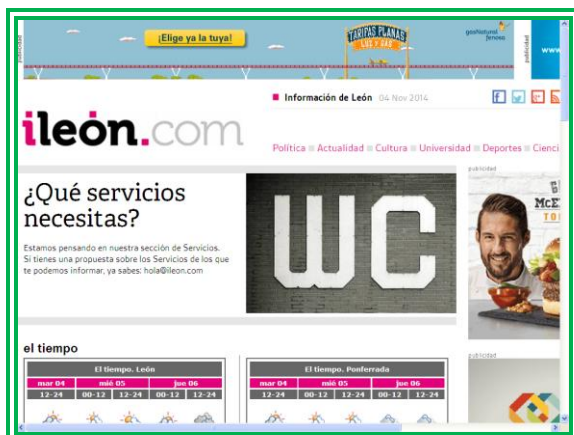 publicidad
¡Elige ya la tuya!
TARIFAS PLANAS
LUZ y GAS
gasNatural
fenosa
publicidad
www
Información de León 04 Nov 2014
ileón.com
Política Actualidad Cultura Universidad Deportes Cienci
publicidad
¿Qué servicios
necesitas?
Estamos pensando en nuestra sección de Servicios.
Si tienes una propuesta sobre los Servicios de los que
te podemos informar, ya sabes: hola@ileon.com
WC
el tiempo
El tiempo. León
mar 04 mié 05 jue 06
12-24 00-12 12-24 00-12 12-24
El tiempo. Ponferrada
mar 04 mié 05 jue 06
12-24 00-12 12-24 00-12 12-24
publicidad